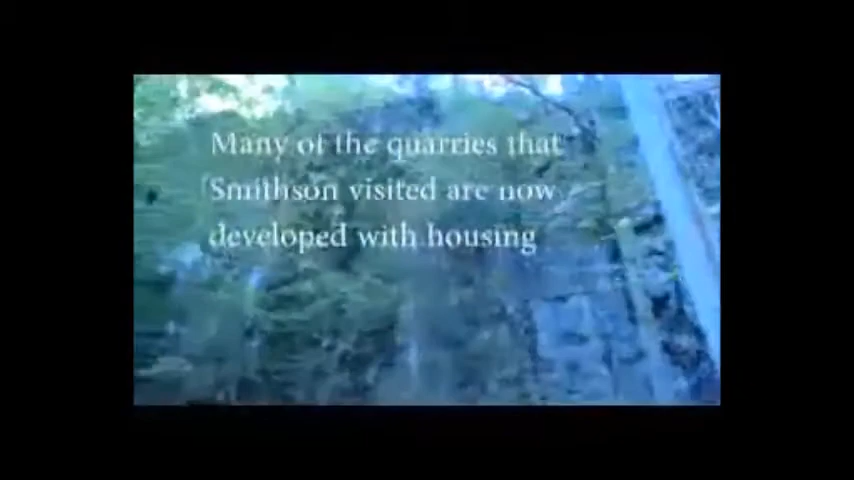 Many of the quarries that
Smithson visited are now
developed with housing